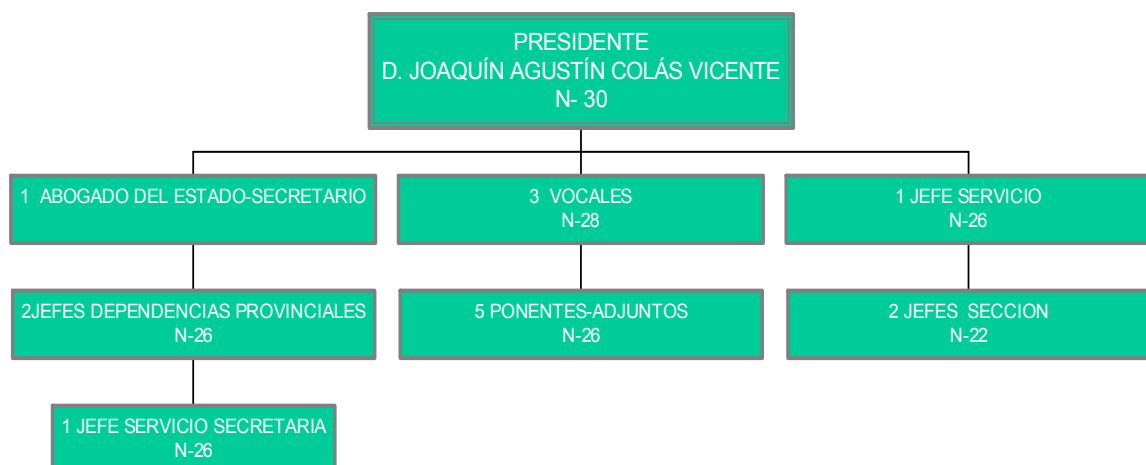 PRESIDENTE
D. JOAQUÍN AGUSTÍN COLÁS VICENTE
N- 30
1 ABOGADO DEL ESTADO-SECRETARIO
3 VOCALES
N-28
1 JEFE SERVICIO
N-26
2JEFES DEPENDENCIAS PROVINCIALES
N-26
5 PONENTES-ADJUNTOS
N-26
2 JEFES SECCION
N-22
1 JEFE SERVICIO SECRETARIA
N-26